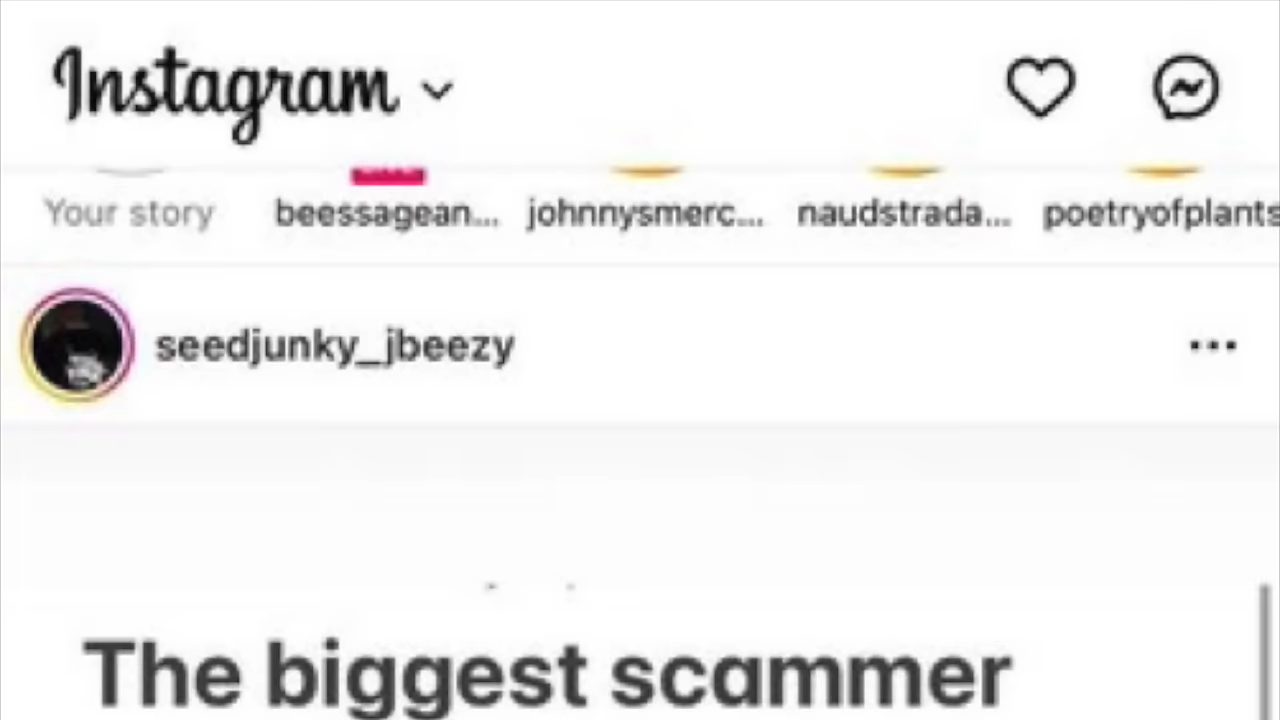 Instagram
Your story beessagean... johnnysmerc... naudstrada... poetryofplants
seedjunky_jbeezy
The biggest scammer